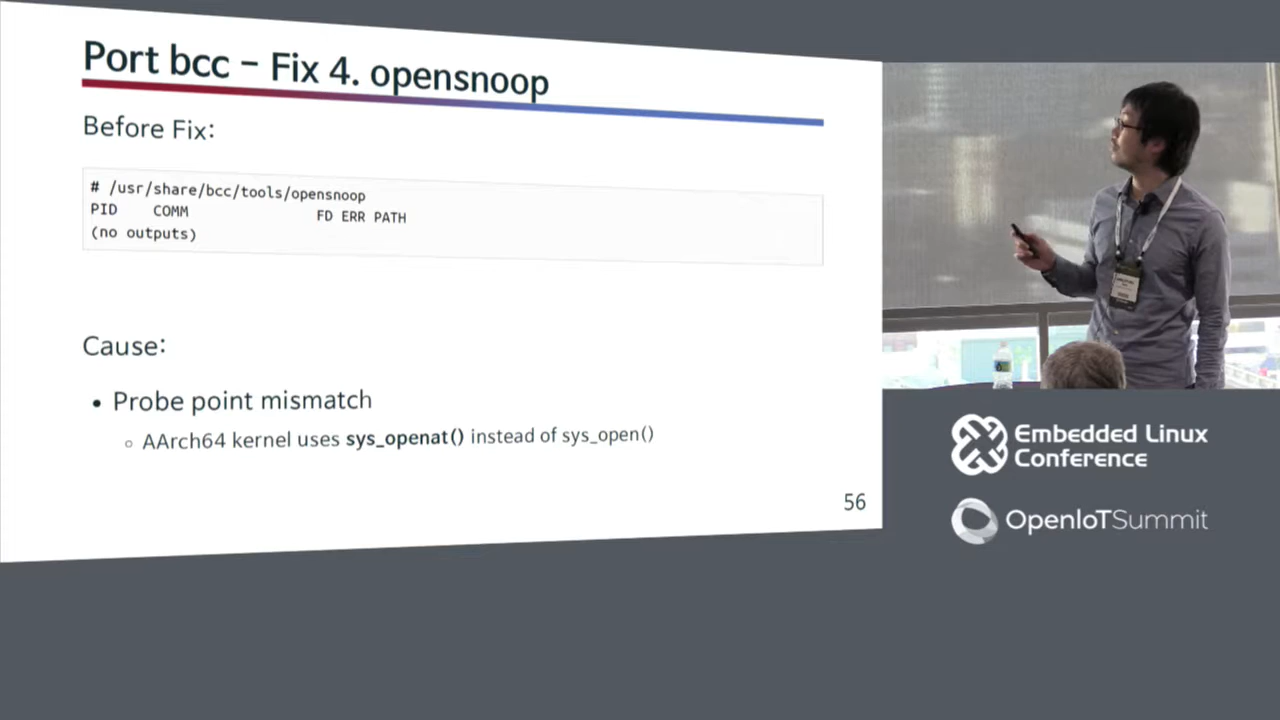 Port bcc – Fix 4. opensnoop
Before Fix:
# /usr/share/bcc/tools/opensnoop
PID COMM FD ERR PATH
(no outputs)
Cause:
• Probe point mismatch
○ AArch64 kernel uses sys_openat() instead of sys_open()
56
Embedded Linux
Conference
OpenIoTSummit